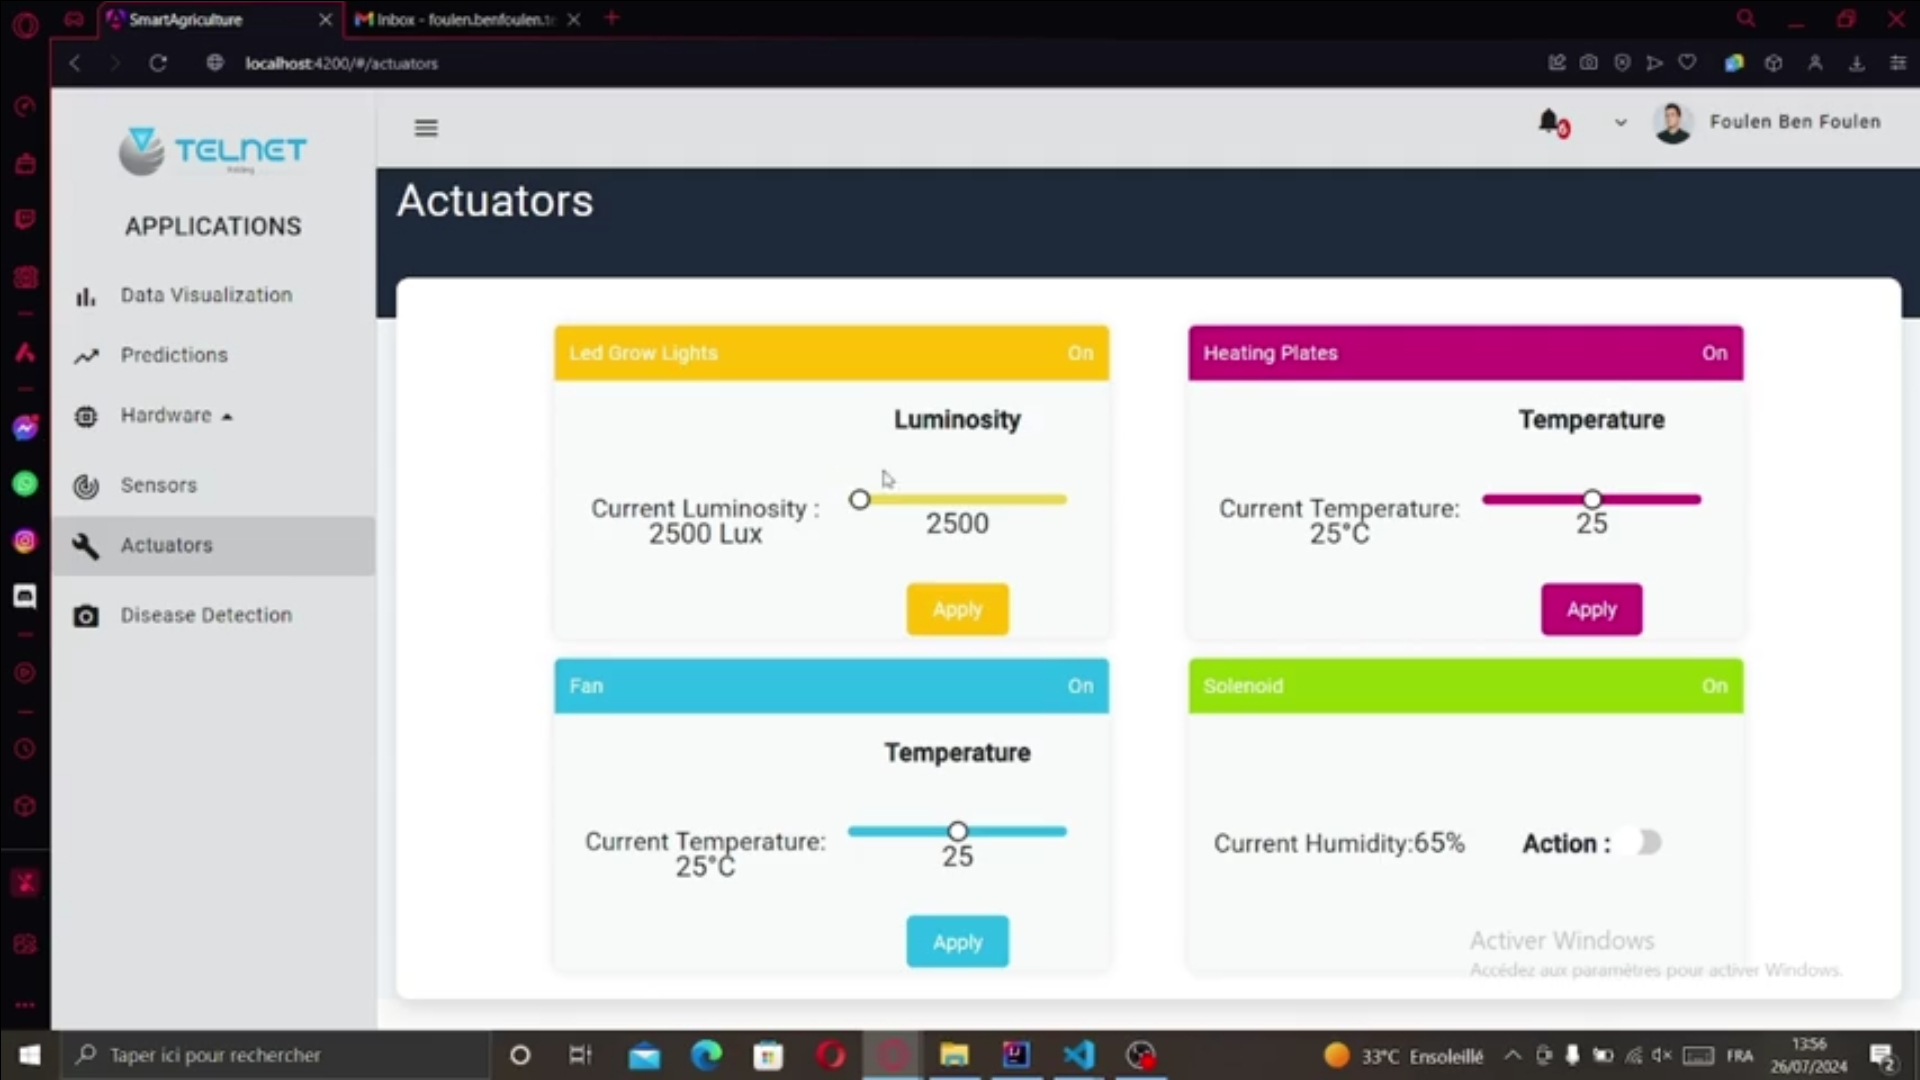 SmartAgriculture
Inbox - foulen.benfoulen.te
localhost:4200/#/actuators
TELNET
Holding
Foulen Ben Foulen
APPLICATIONS
Data Visualization
Predictions
Hardware
Sensors
Actuators
Disease Detection
Actuators
Led Grow Lights On
Luminosity
Current Luminosity :
2500 Lux
2500
Apply
Heating Plates On
Temperature
Current Temperature:
25°C
25
Apply
Fan On
Temperature
Current Temperature:
25°C
25
Apply
Solenoid On
Current Humidity:65%
Action :
Activer Windows
Accédez aux paramètres pour activer Windows.
Taper ici pour rechercher
33°C Ensoleillé
FRA
13:56
26/07/2024
2